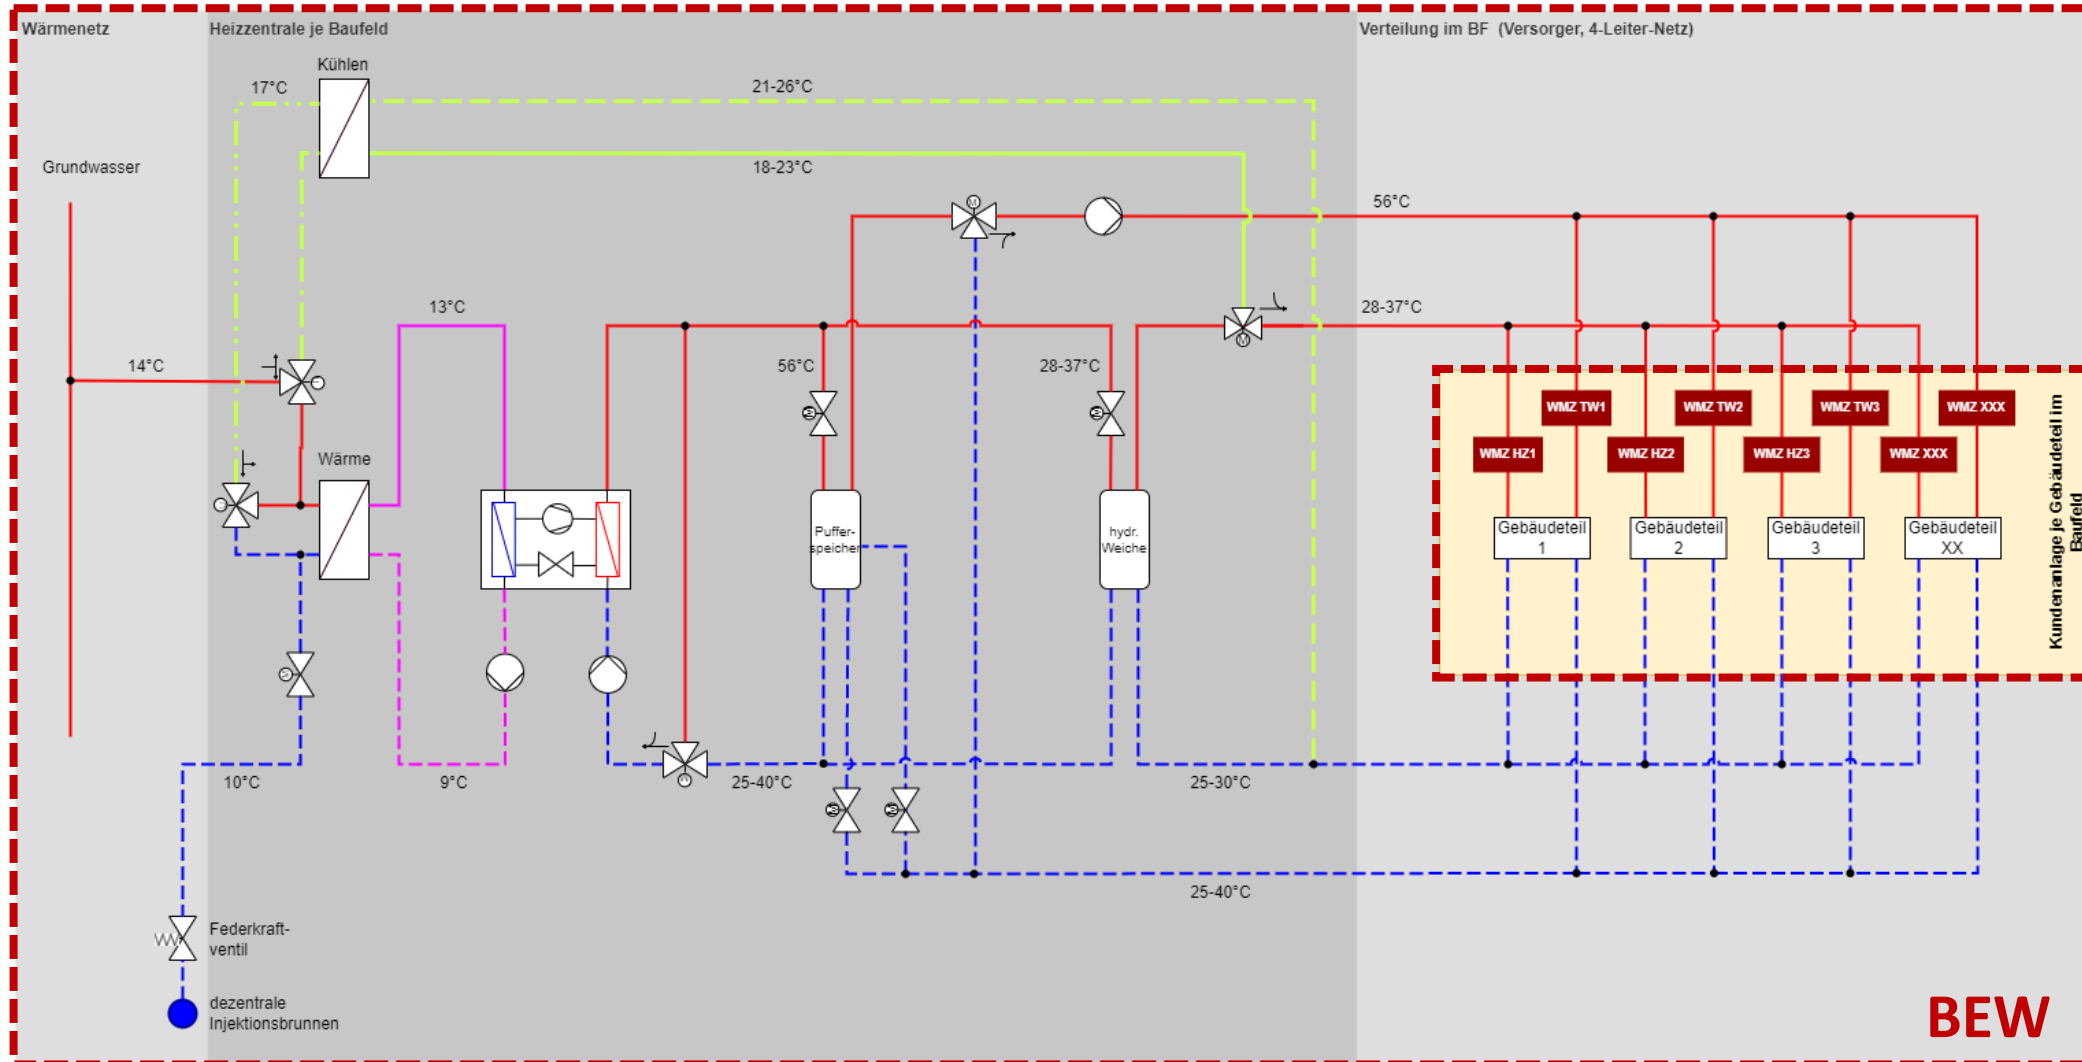 Wärmenetz
Heizzentrale je Baufeld
Verteilung im BF (Versorger, 4-Leiter-Netz)
Kühlen
17°C
21-26°C
18-23°C
Grundwasser
56°C
28-37°C
13°C
14°C
56°C
28-37°C
WMZ TW1
WMZ TW2
WMZ TW3
WMZ XXX
WMZ HZ1
WMZ HZ2
WMZ HZ3
WMZ XXX
Wärme
Puffer-
speicher
hydr.
Weiche
Gebäudeteil
1
Gebäudeteil
2
Gebäudeteil
3
Gebäudeteil
XX
Kundenanlage je Gebäudeteil im
Baufeld
10°C
9°C
25-40°C
25-30°C
25-40°C
Federkraft-
ventil
dezentrale
Injektionsbrunnen
BEW